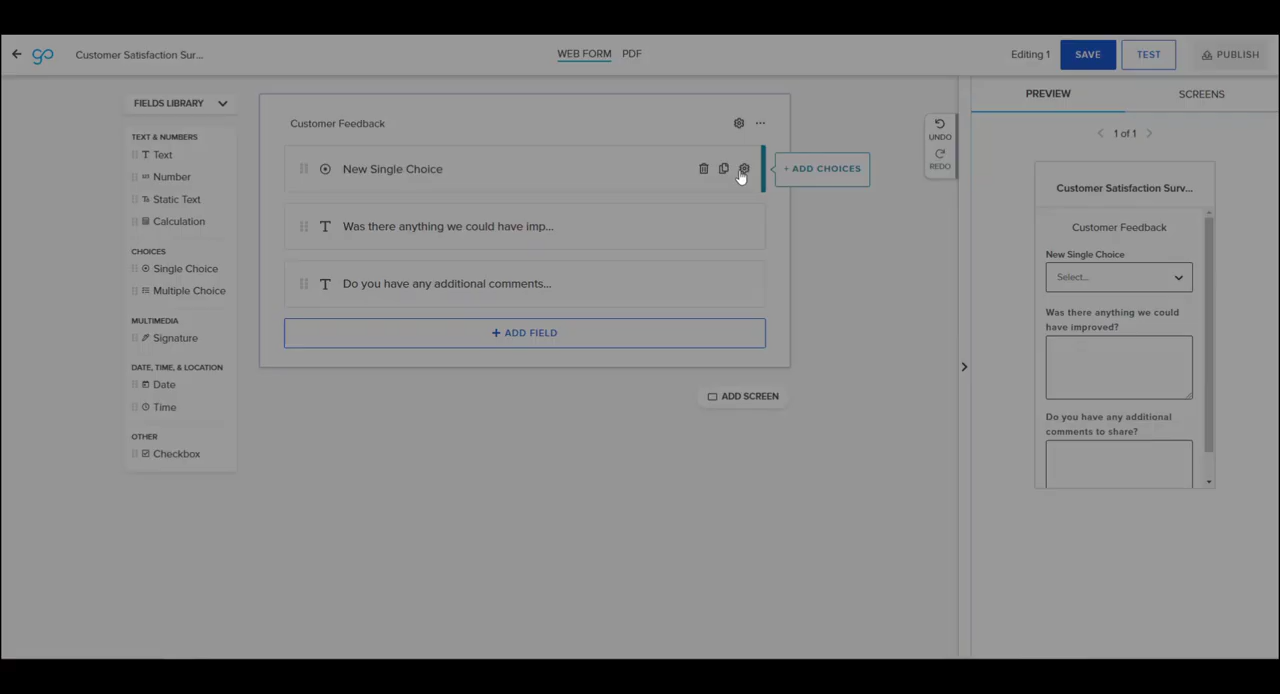 Customer Satisfaction Sur...
WEB FORM
PDF
Editing 1
SAVE
TEST
PUBLISH
FIELDS LIBRARY
TEXT & NUMBERS
Text
Number
Static Text
Calculation
CHOICES
Single Choice
Multiple Choice
MULTIMEDIA
Signature
DATE, TIME, & LOCATION
Date
Time
OTHER
Checkbox
Customer Feedback
New Single Choice
+ ADD CHOICES
Was there anything we could have imp...
Do you have any additional comments...
+ ADD FIELD
ADD SCREEN
UNDO
REDO
PREVIEW
SCREENS
1 of 1
Customer Satisfaction Surv...
Customer Feedback
New Single Choice
Select...
Was there anything we could
have improved?
Do you have any additional
comments to share?